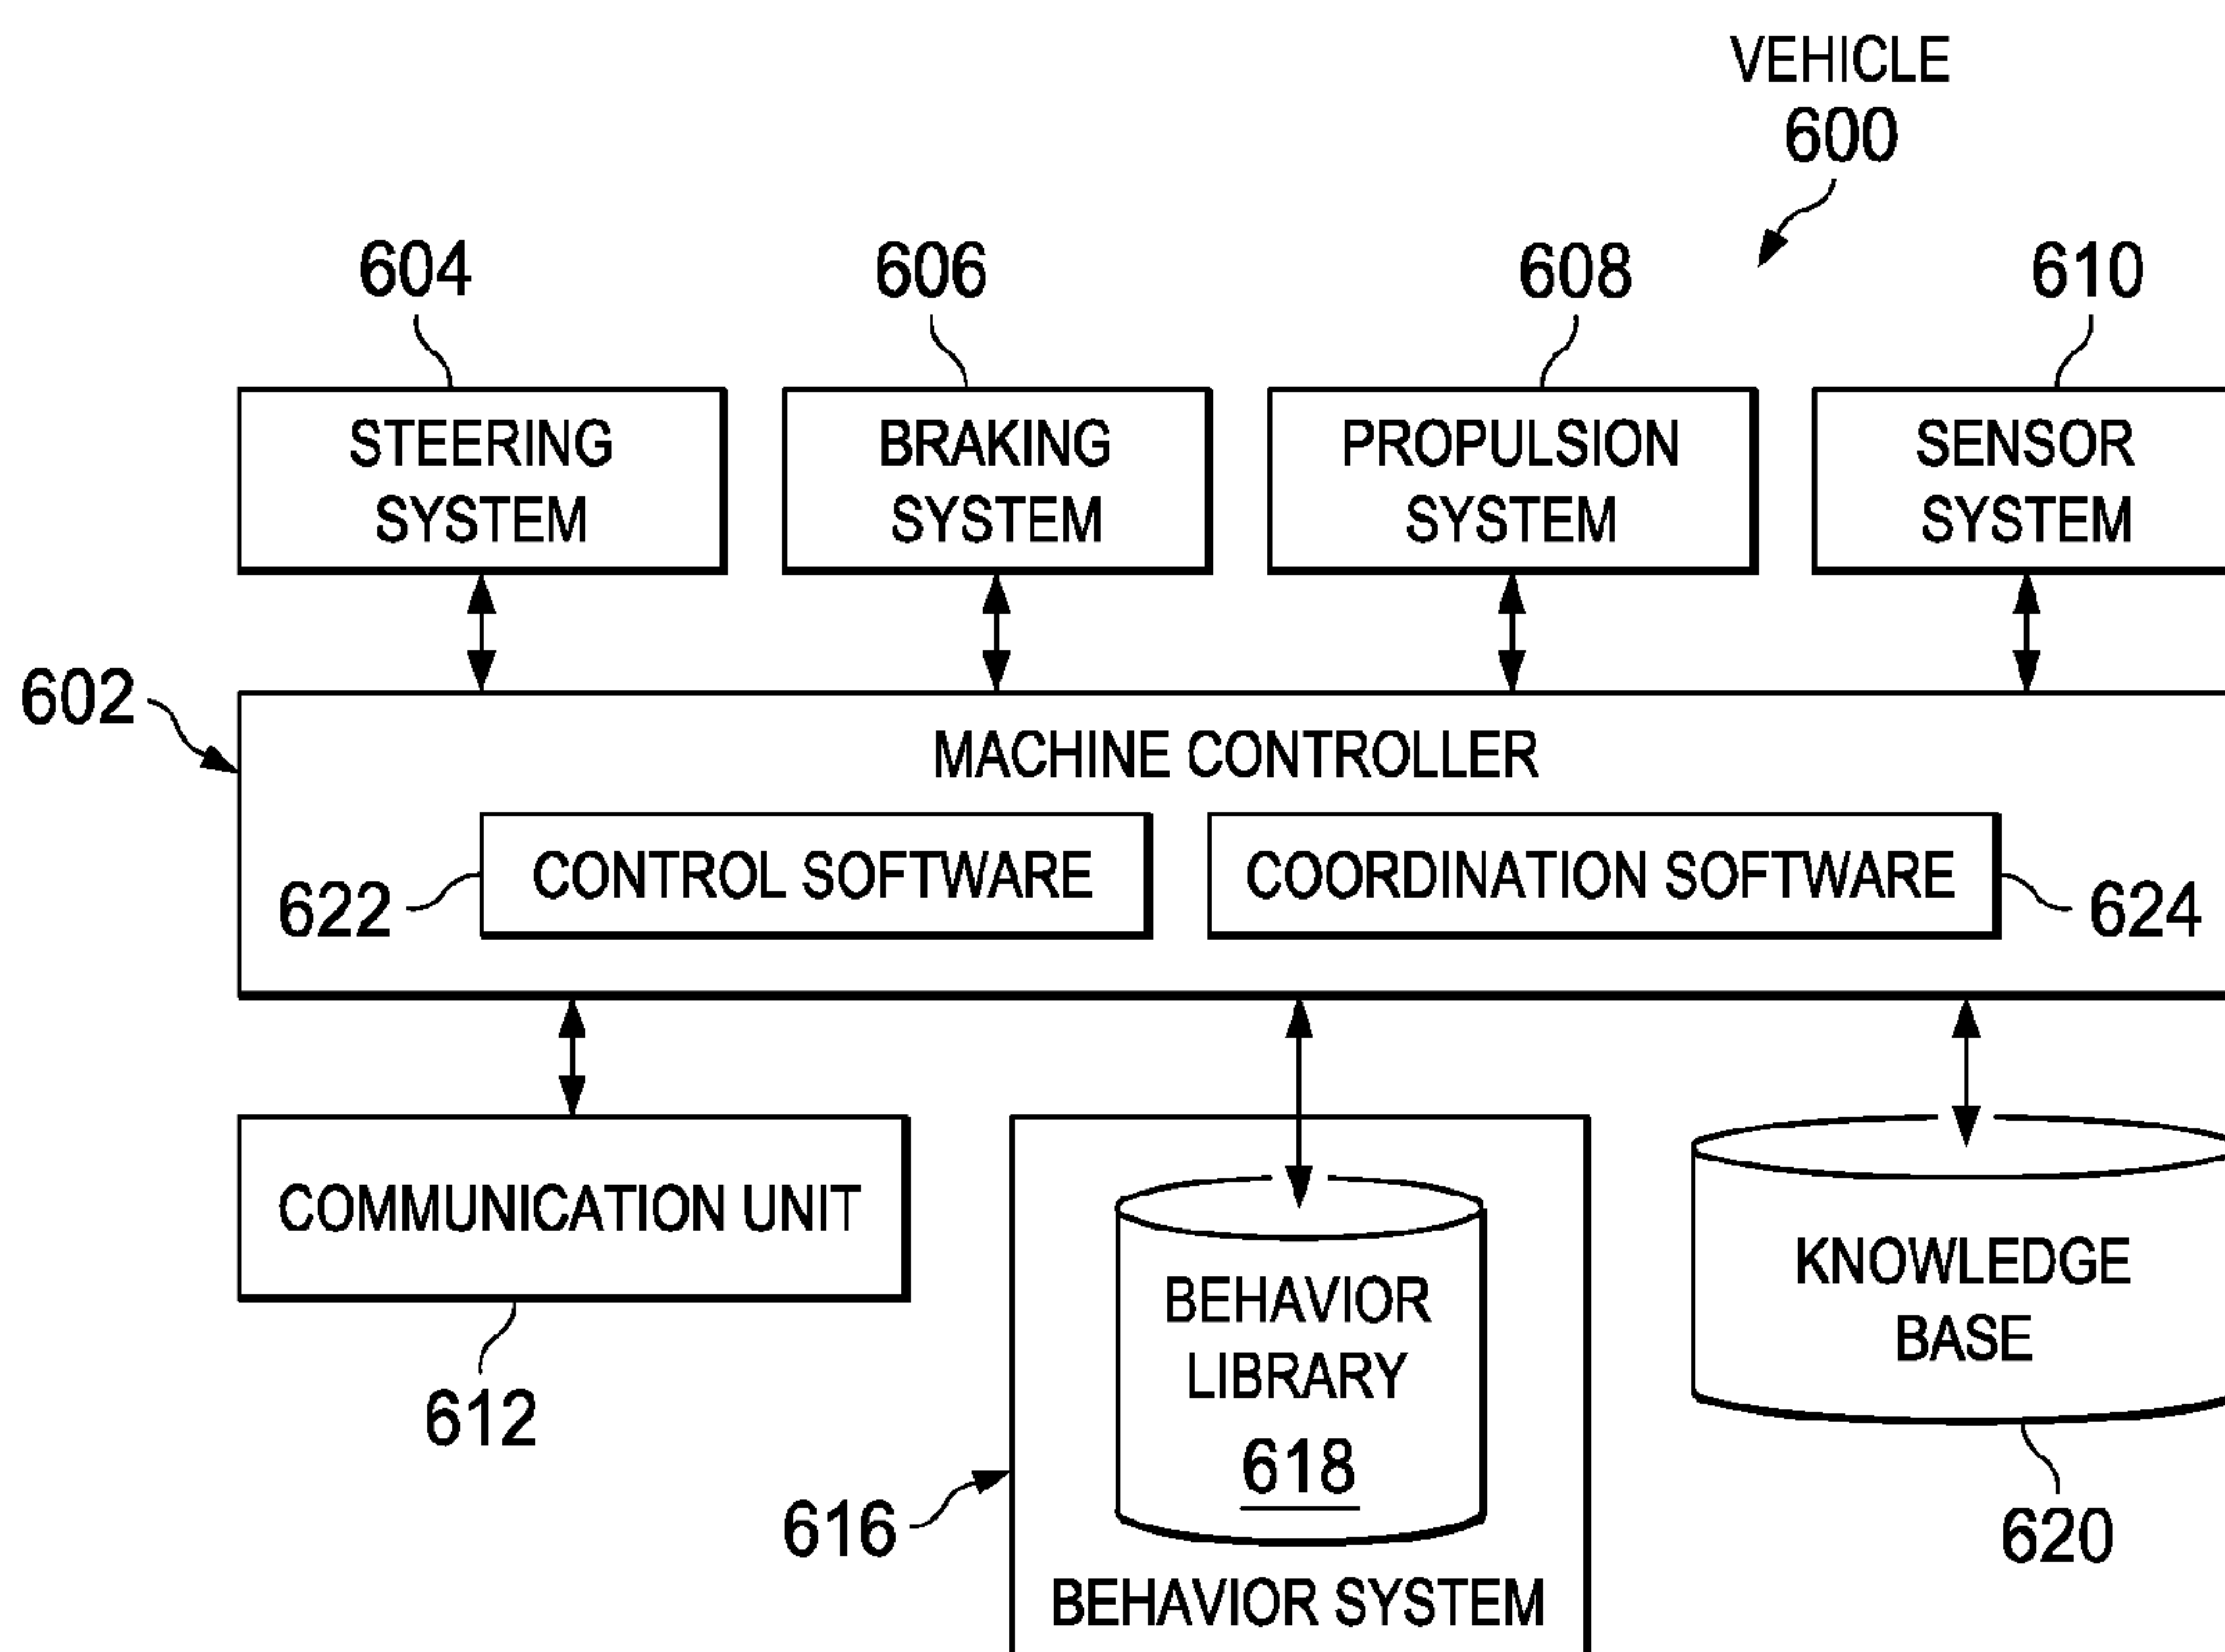 VEHICLE
600
604
606
608
610
STEERING
SYSTEM
BRAKING
SYSTEM
PROPULSION
SYSTEM
SENSOR
SYSTEM
602
MACHINE CONTROLLER
CONTROL SOFTWARE
622
COORDINATION SOFTWARE
624
COMMUNICATION UNIT
612
BEHAVIOR
LIBRARY
618
616
BEHAVIOR SYSTEM
KNOWLEDGE
BASE
620